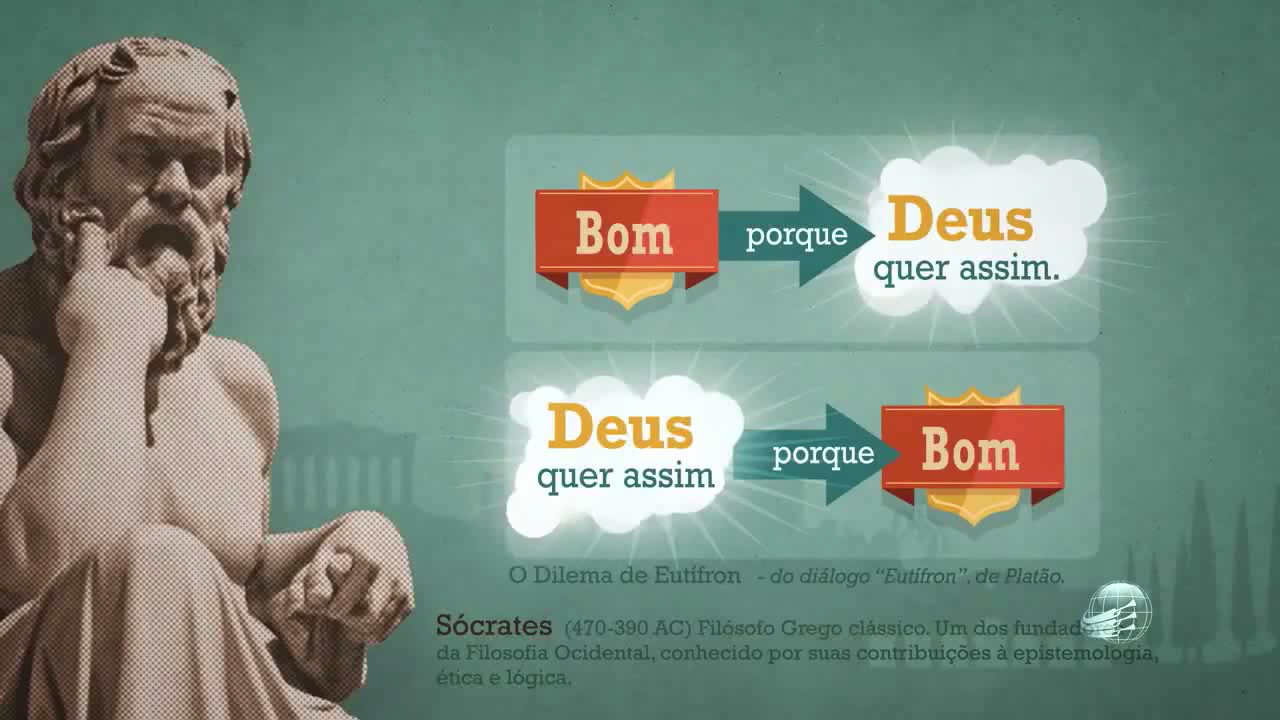 Bom porque Deus
quer assim.
Deus porque Bom
quer assim
O Dilema de Eutífron - do diálogo “Eutífron”, de Platão.
Sócrates (470-390 AC) Filósofo Grego clássico. Um dos
da Filosofia Ocidental, conhecido por suas contribuições à epistemologia,
ética e lógica.